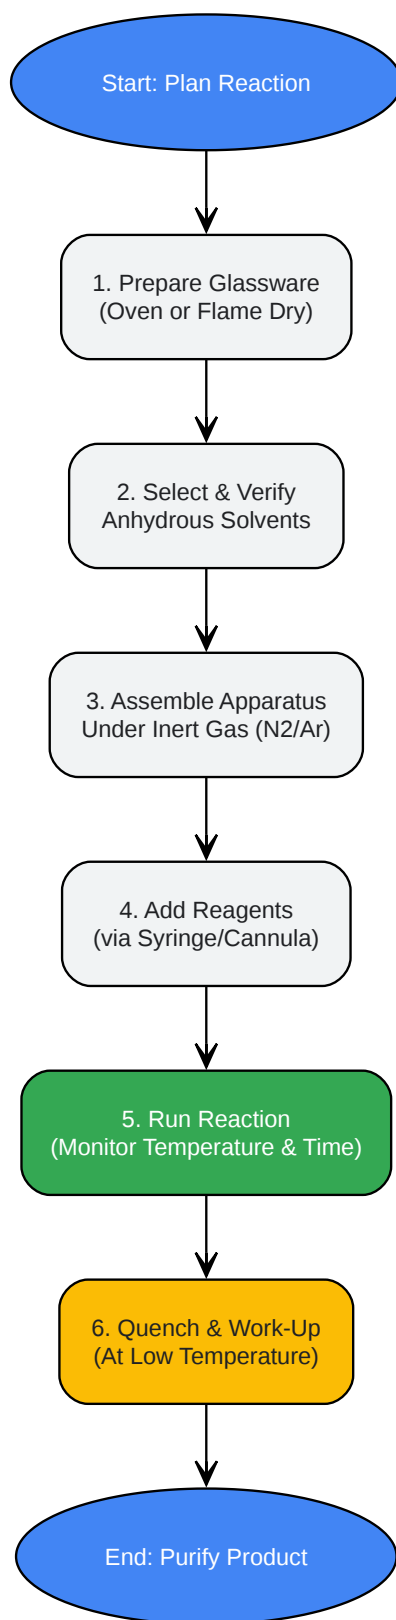 Start: Plan Reaction
1. Prepare Glassware
(Oven or Flame Dry)
2. Select & Verify
Anhydrous Solvents
3. Assemble Apparatus
Under Inert Gas (N2/Ar)
4. Add Reagents
(via Syringe/Cannula)
5. Run Reaction
(Monitor Temperature & Time)
6. Quench & Work-Up
(At Low Temperature)
End: Purify Product